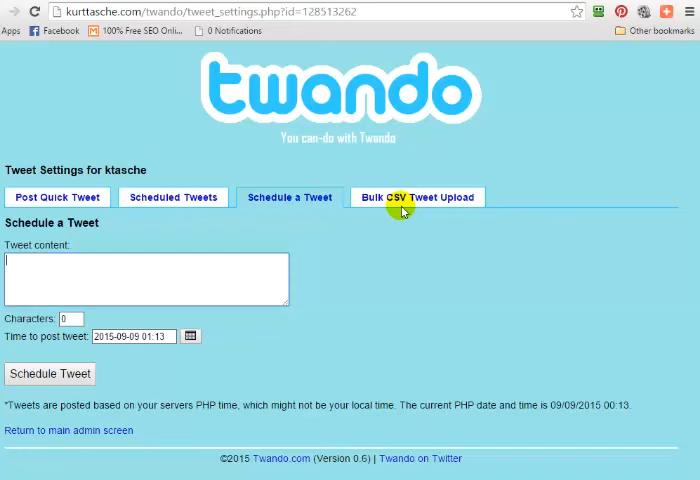 kurttasche.com/twando/tweet_settings.php?id=128513262
Apps Facebook 100% Free SEO Onli... 0 Notifications Other bookmarks
twando
You can-do with Twando
Tweet Settings for ktasche
Post Quick Tweet Scheduled Tweets Schedule a Tweet Bulk CSV Tweet Upload
Schedule a Tweet
Tweet content:
Characters: 0
Time to post tweet: 2015-09-09 01:13
Schedule Tweet
*Tweets are posted based on your servers PHP time, which might not be your local time. The current PHP date and time is 09/09/2015 00:13.
Return to main admin screen
©2015 Twando.com (Version 0.6) | Twando on Twitter